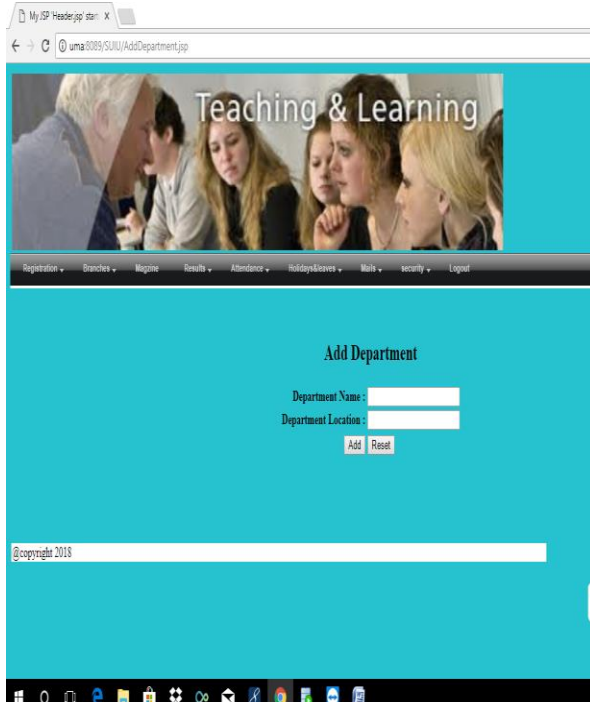 My JSP 'Header.jsp' star
uma:8089/SUIU/AddDepartment.jsp
Teaching & Learning
Registration Branches Magzine Results Attendance Holidays&leaves Mails security Logout
Add Department
Department Name :
Department Location :
Add Reset
@copyright 2018